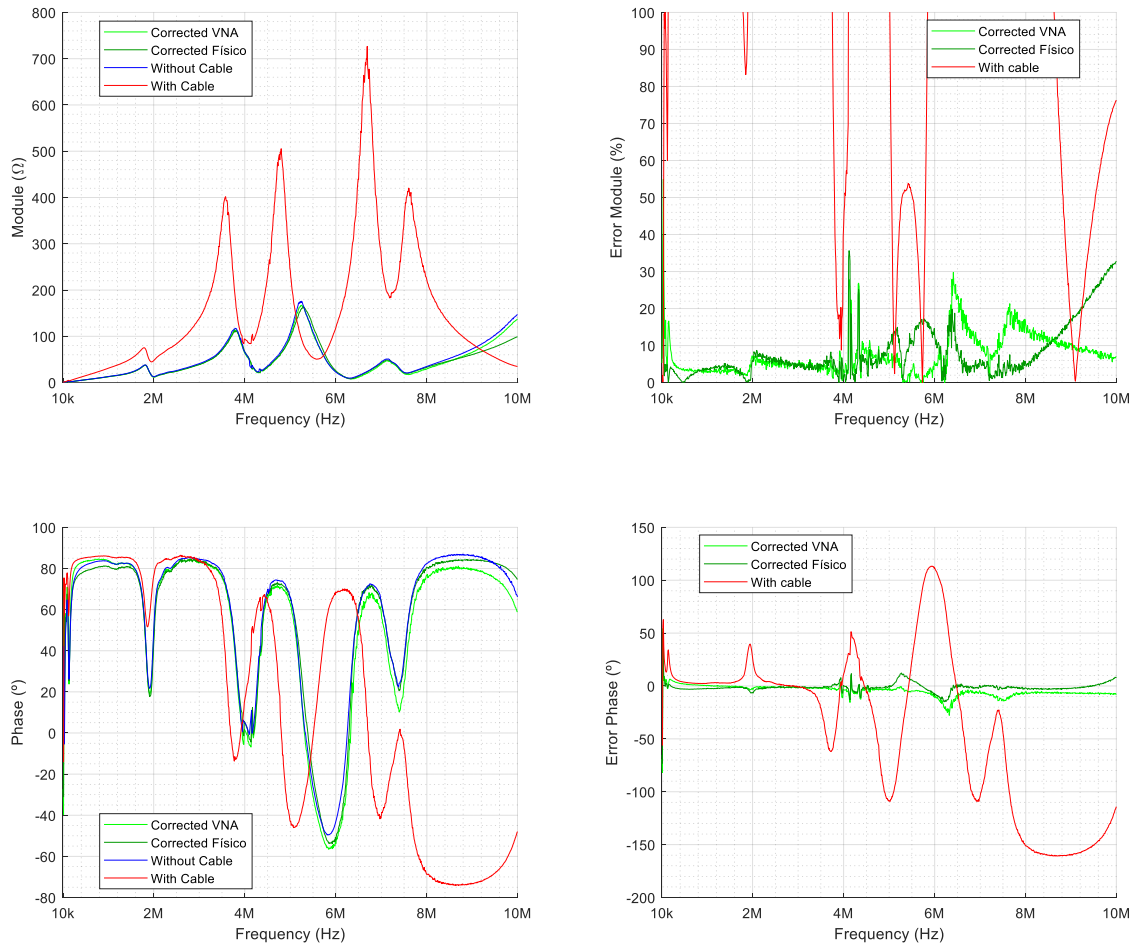 Module (Ω)
800
700
600
500
400
300
200
100
0
Corrected VNA
Corrected Físico
Without Cable
With Cable
10k 2M 4M 6M 8M 10M
Frequency (Hz)
Error Module (%)
100
90
80
70
60
50
40
30
20
10
0
Corrected VNA
Corrected Físico
With cable
10k 2M 4M 6M 8M 10M
Frequency (Hz)
Phase (º)
100
80
60
40
20
0
-20
-40
-60
-80
Corrected VNA
Corrected Físico
Without Cable
With Cable
10k 2M 4M 6M 8M 10M
Frequency (Hz)
Error Phase (º)
150
100
50
0
-50
-100
-150
-200
Corrected VNA
Corrected Físico
With cable
10k 2M 4M 6M 8M 10M
Frequency (Hz)